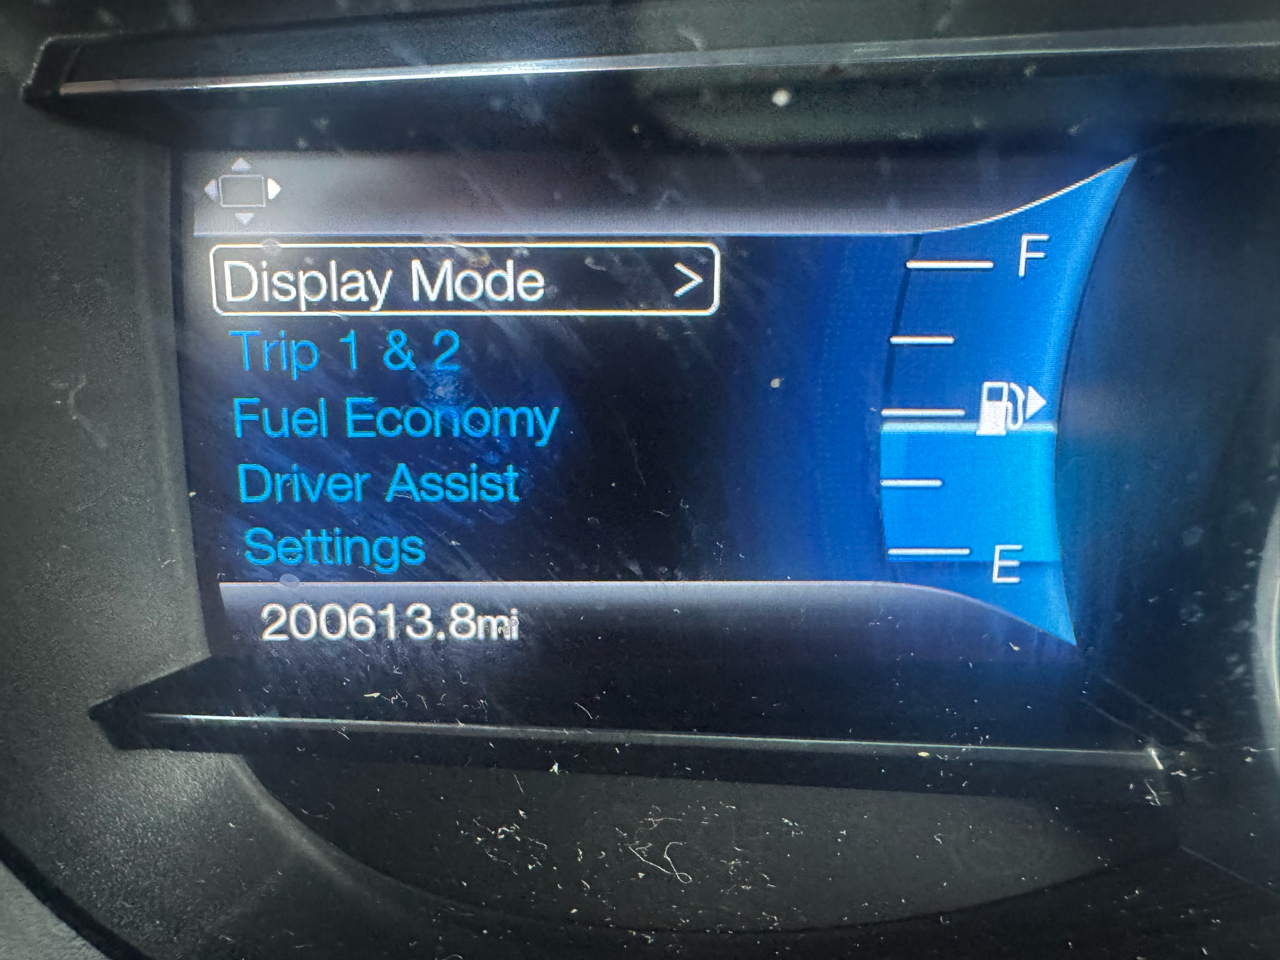 Display Mode >
Trip 1 & 2
Fuel Economy
Driver Assist
Settings
200613.8mi
F
E